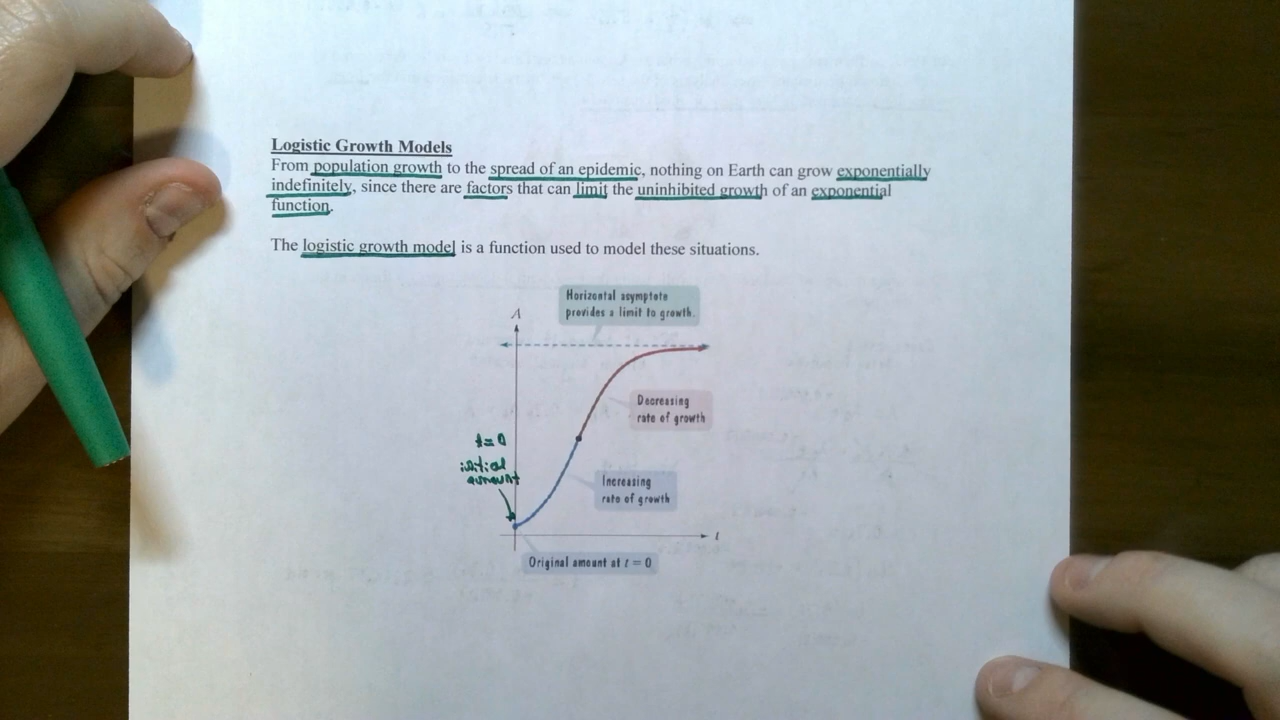 Logistic Growth Models
From population growth to the spread of an epidemic, nothing on Earth can grow exponentially
indefinitely, since there are factors that can limit the uninhibited growth of an exponential
function.
The logistic growth model is a function used to model these situations.
Horizontal asymptote
provides a limit to growth.
A
Decreasing
rate of growth
t=0
initial
amount
Increasing
rate of growth
t
Original amount at t = 0